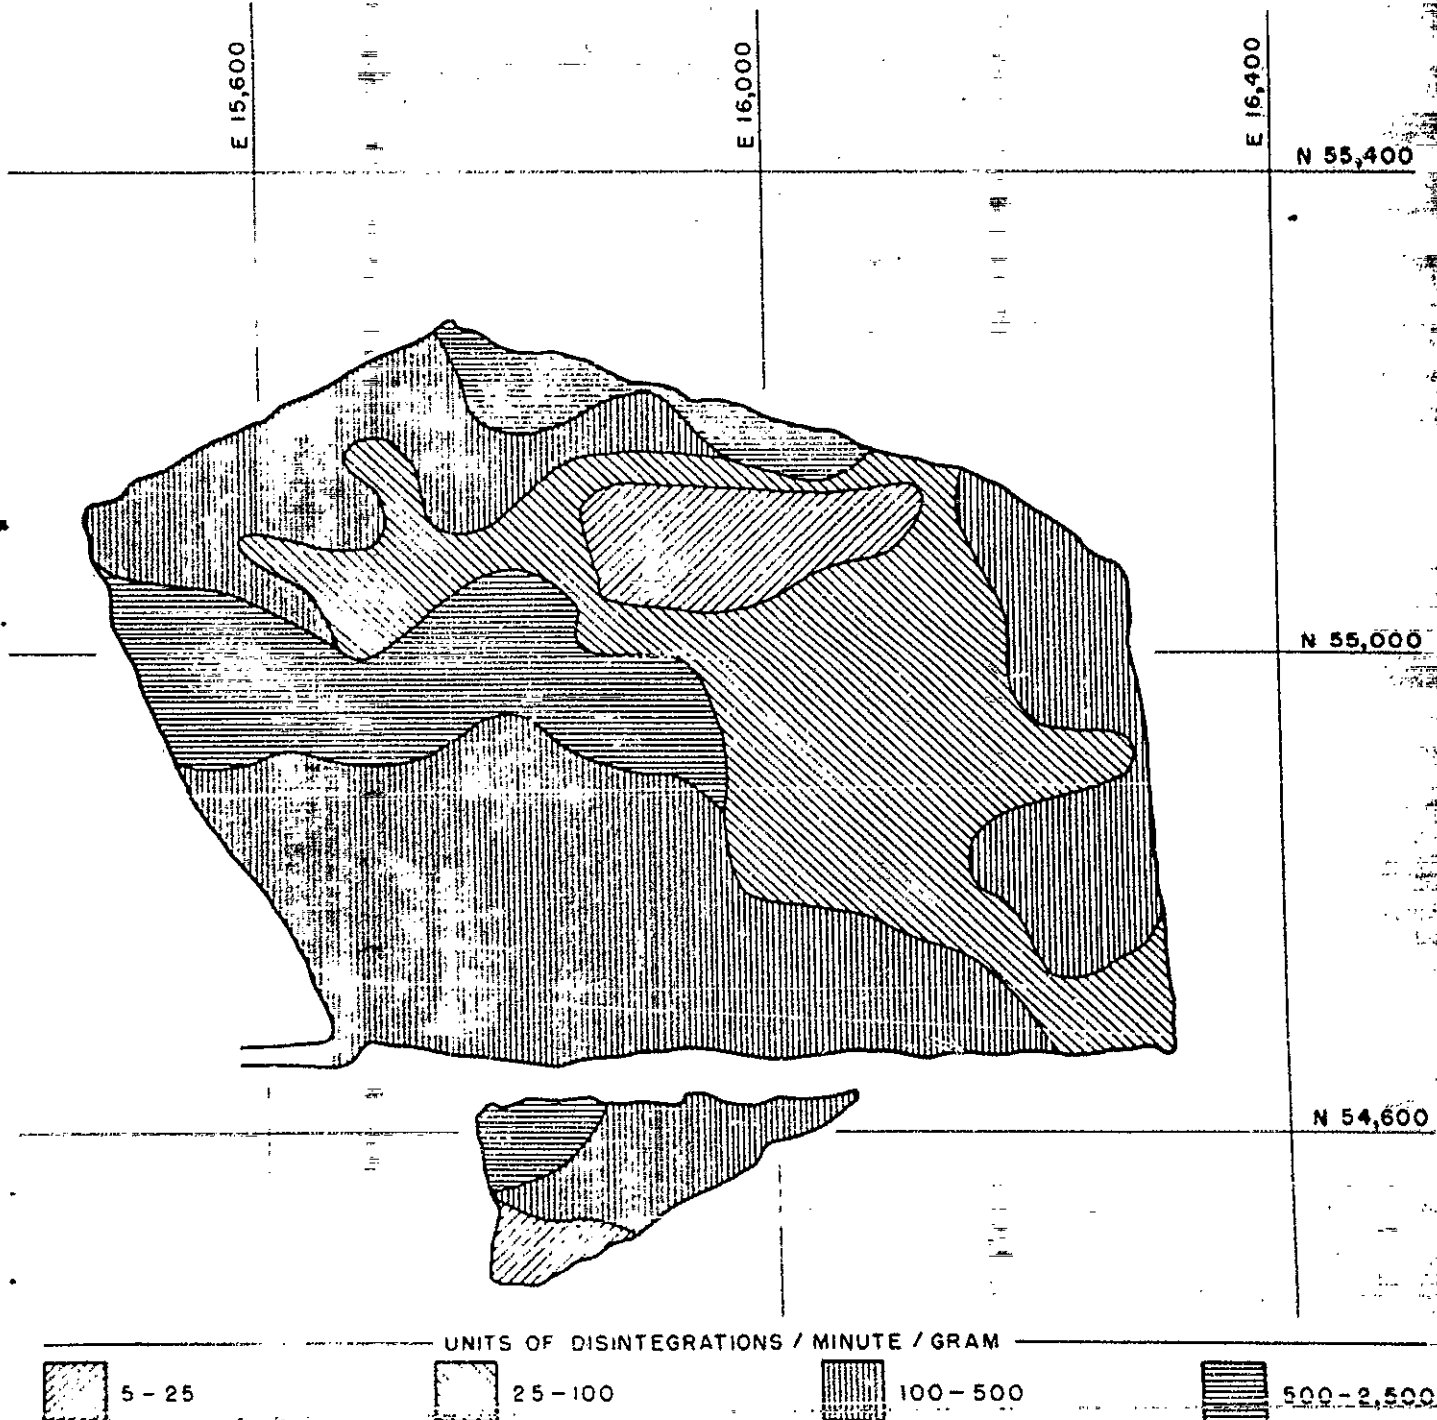 E 15,600
E 16,000
E 16,400
N 55,400
N 55,000
N 54,600
UNITS OF DISINTEGRATIONS / MINUTE / GRAM
5-25
25-100
100-500
500-2,500